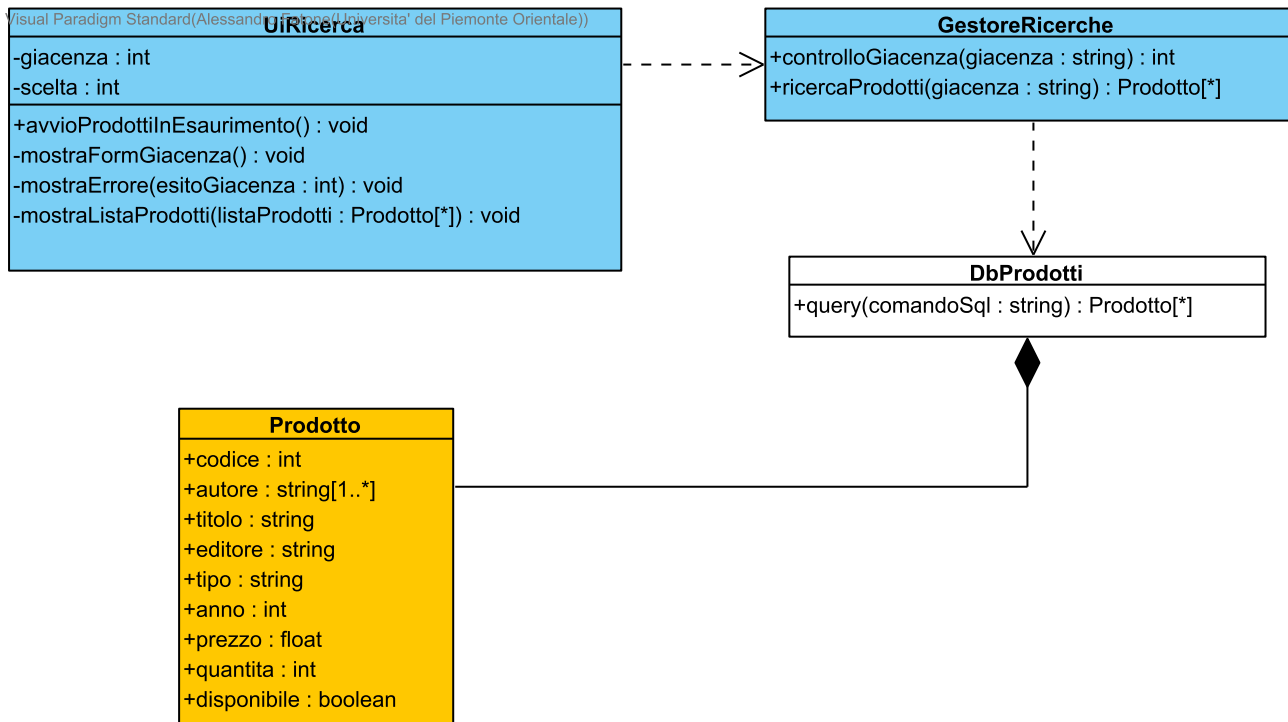 Visual Paradigm Standard(Alessandro Felone(Universita' del Piemonte Orientale))
UiRicerca
-giacenza : int
-scelta : int
+avvioProdottiInEsaurimento() : void
-mostraFormGiacenza() : void
-mostraErrore(esitoGiacenza : int) : void
-mostraListaProdotti(listaProdotti : Prodotto[*]) : void
GestoreRicerche
+controlloGiacenza(giacenza : string) : int
+ricercaProdotti(giacenza : string) : Prodotto[*]
DbProdotti
+query(comandoSql : string) : Prodotto[*]
Prodotto
+codice : int
+autore : string[1..*]
+titolo : string
+editore : string
+tipo : string
+anno : int
+prezzo : float
+quantita : int
+disponibile : boolean